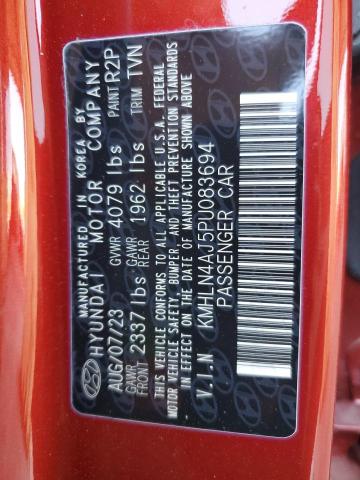 MANUFACTURED IN KOREA BY
HYUNDAI MOTOR COMPANY
AUG/07/23 GVWR 4079 lbs PAINT R2P
GAWR FRONT 2337 lbs GAWR REAR 1962 lbs TRIM TVN
THIS VEHICLE CONFORMS TO ALL APPLICABLE U.S.A. FEDERAL
MOTOR VEHICLE SAFETY, BUMPER, AND THEFT PREVENTION STANDARDS
IN EFFECT ON THE DATE OF MANUFACTURE SHOWN ABOVE
V.I.N. KMHLN4AJ5PU083694
PASSENGER CAR